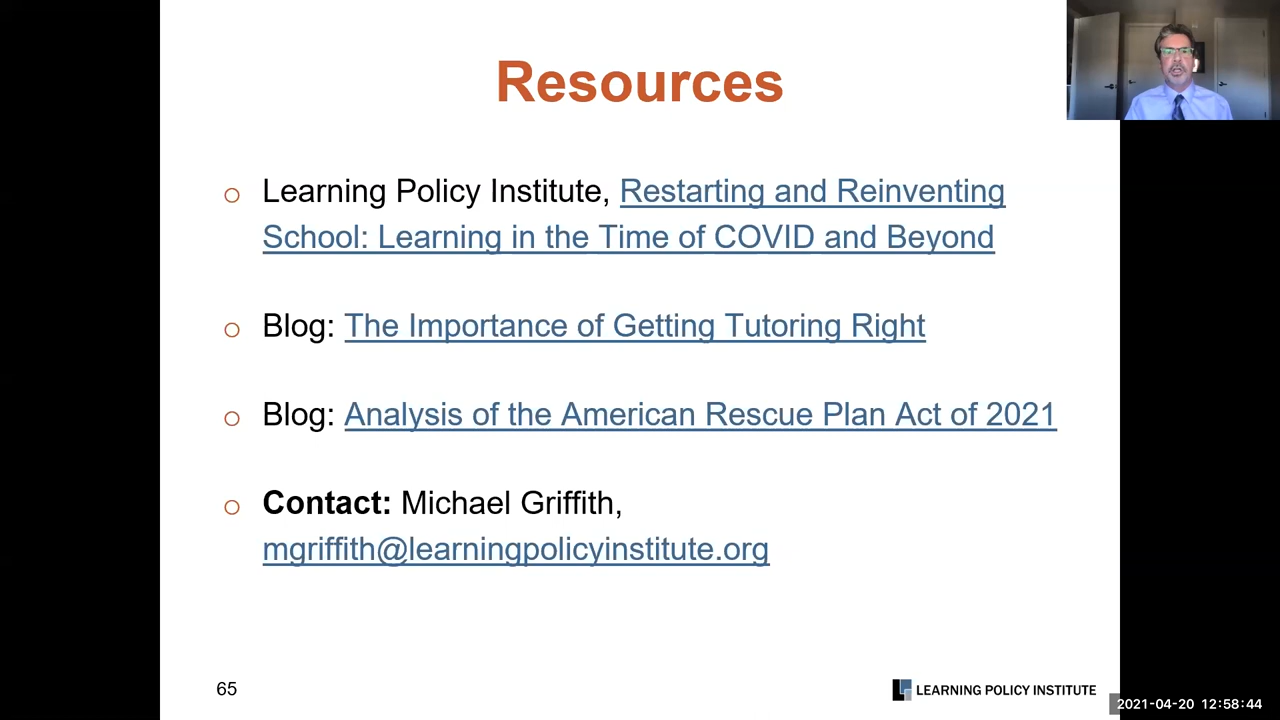 Resources
Learning Policy Institute, Restarting and Reinventing
School: Learning in the Time of COVID and Beyond
Blog: The Importance of Getting Tutoring Right
Blog: Analysis of the American Rescue Plan Act of 2021
Contact: Michael Griffith,
mgriffith@learningpolicyinstitute.org
65
LEARNING POLICY INSTITUTE
2021-04-20 12:58:44